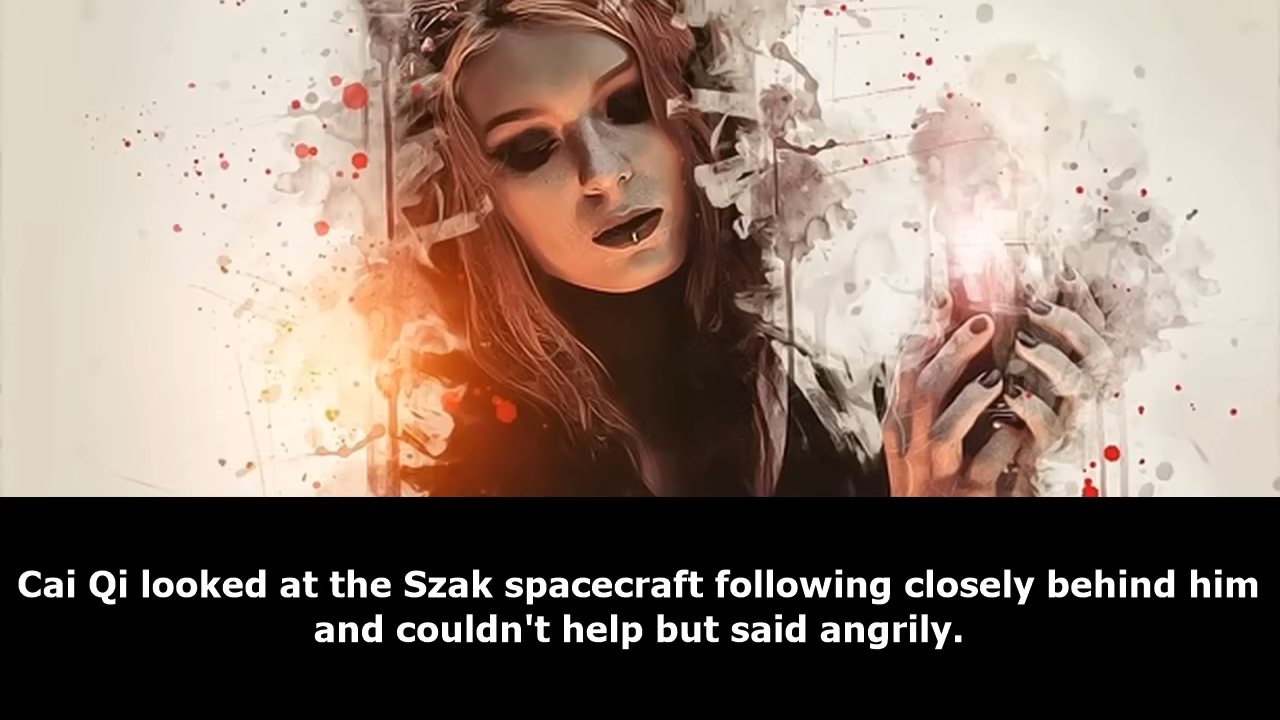 Cai Qi looked at the Szak spacecraft following closely behind him
and couldn't help but said angrily.